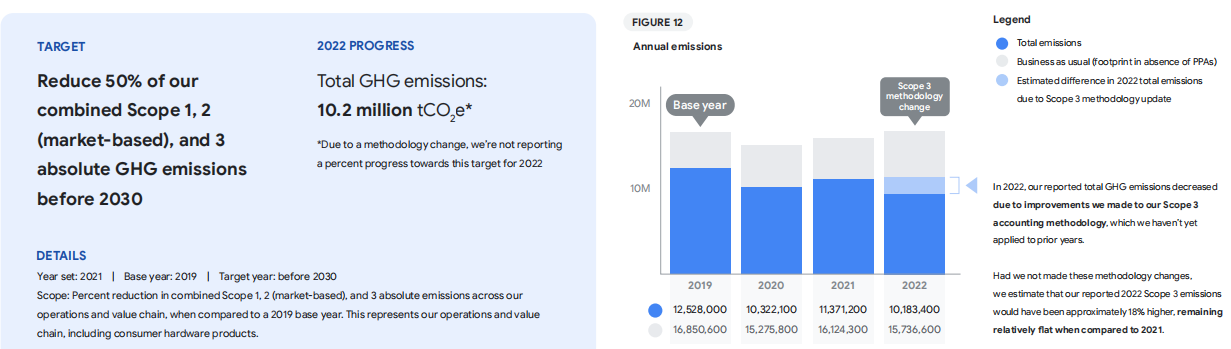 TARGET
Reduce 50% of our
combined Scope 1, 2
(market-based), and 3
absolute GHG emissions
before 2030
2022 PROGRESS
Total GHG emissions:
10.2 million tCO₂e*
*Due to a methodology change, we're not reporting
a percent progress towards this target for 2022
DETAILS
Year set: 2021 | Base year: 2019 | Target year: before 2030
Scope: Percent reduction in combined Scope 1, 2 (market-based), and 3 absolute emissions across our
operations and value chain, when compared to a 2019 base year. This represents our operations and value
chain, including consumer hardware products.
FIGURE 12
Annual emissions
20M
10M
Base year
Scope 3
methodology
change
2019 2020 2021 2022
12,528,000 10,322,100 11,371,200 10,183,400
16,850,600 15,275,800 16,124,300 15,736,600
Legend
Total emissions
Business as usual (footprint in absence of PPAs)
Estimated difference in 2022 total emissions
due to Scope 3 methodology update
In 2022, our reported total GHG emissions decreased
due to improvements we made to our Scope 3
accounting methodology, which we haven't yet
applied to prior years.
Had we not made these methodology changes,
we estimate that our reported 2022 Scope 3 emissions
would have been approximately 18% higher, remaining
relatively flat when compared to 2021.